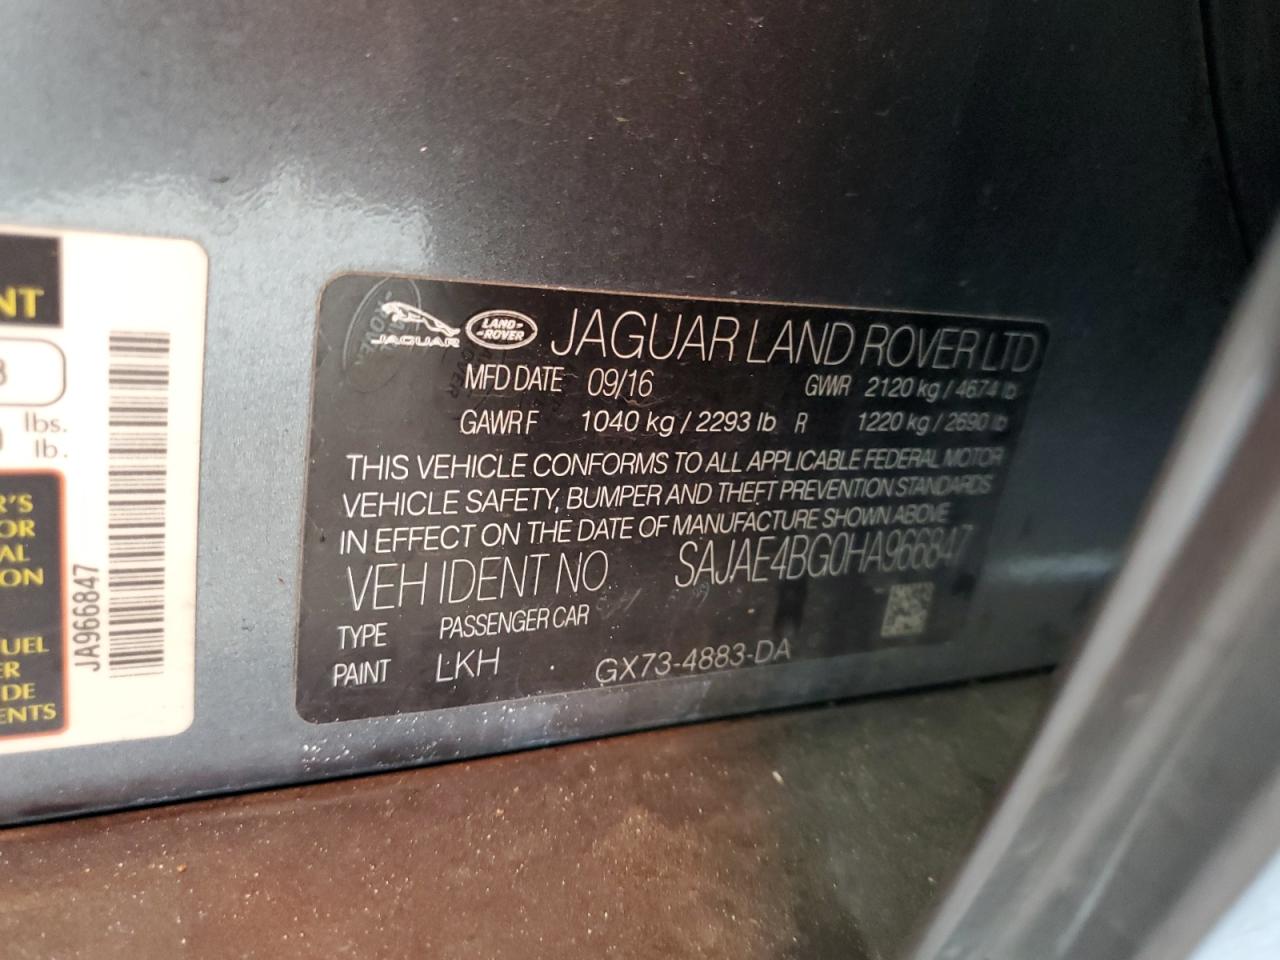 NT
lbs.
lb.
R'S
OR
AL
ON
UEL
ER
DE
ENTS
JA966847
JAGUAR
LAND-
-ROVER
JAGUAR LAND ROVER LTD
MFD DATE 09/16 GVWR 2120 kg / 4674 lb
GAWR F 1040 kg / 2293 lb R 1220 kg / 2690 lb
THIS VEHICLE CONFORMS TO ALL APPLICABLE FEDERAL MOTOR
VEHICLE SAFETY, BUMPER AND THEFT PREVENTION STANDARDS
IN EFFECT ON THE DATE OF MANUFACTURE SHOWN ABOVE
VEH IDENT NO SAJAE4BG0HA966847
TYPE PASSENGER CAR
PAINT LKH GX73-4883-DA